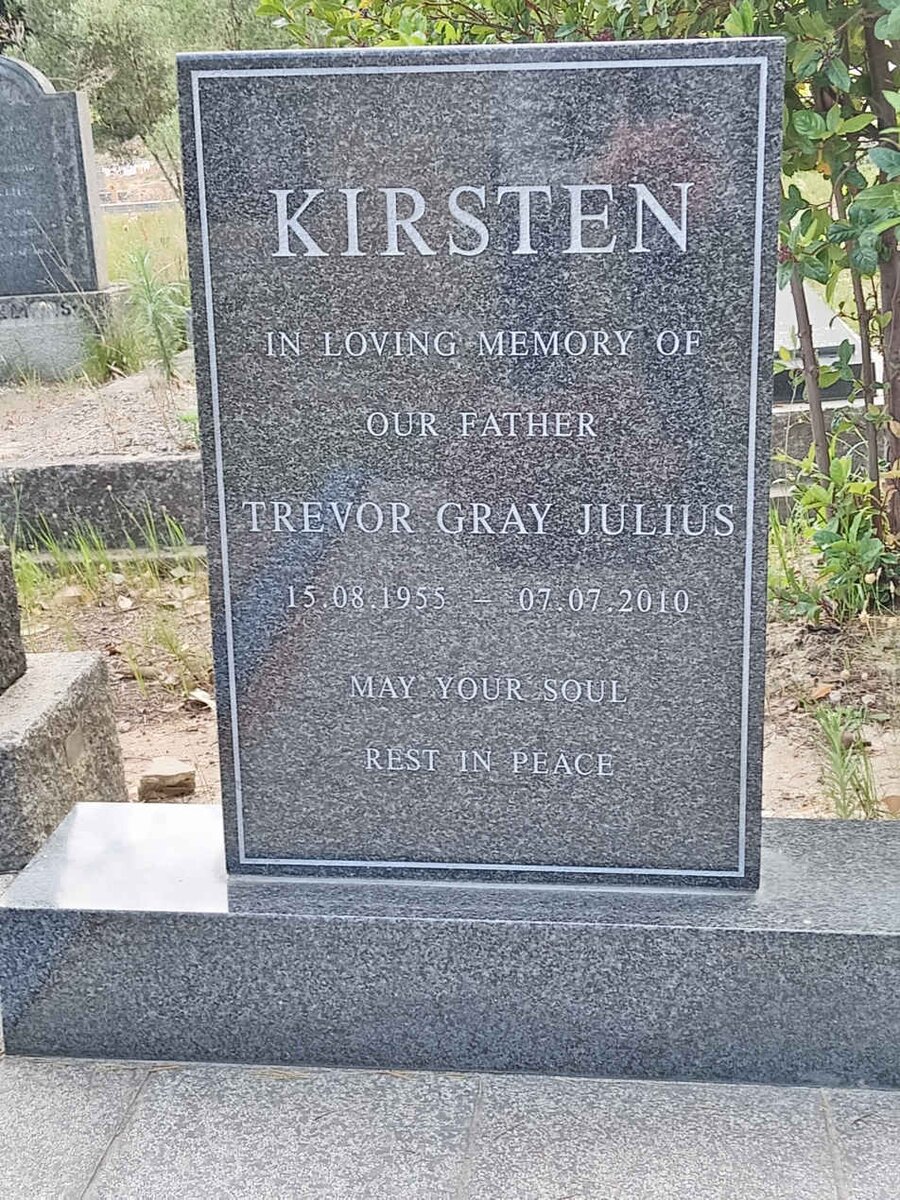 KIRSTEN
IN LOVING MEMORY OF
OUR FATHER
TREVOR GRAY JULIUS
15.08.1955 – 07.07.2010
MAY YOUR SOUL
REST IN PEACE